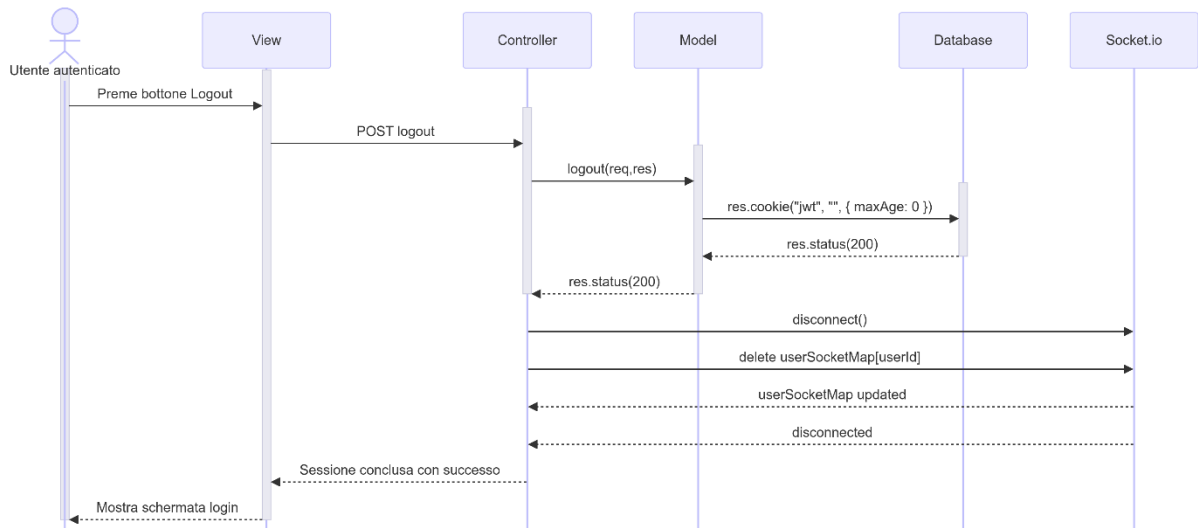 View
Controller
Model
Database
Socket.io
Utente autenticato
Preme bottone Logout
POST logout
logout(req,res)
res.cookie("jwt", "", { maxAge: 0 })
res.status(200)
res.status(200)
disconnect()
delete userSocketMap[userId]
userSocketMap updated
disconnected
Sessione conclusa con successo
Mostra schermata login